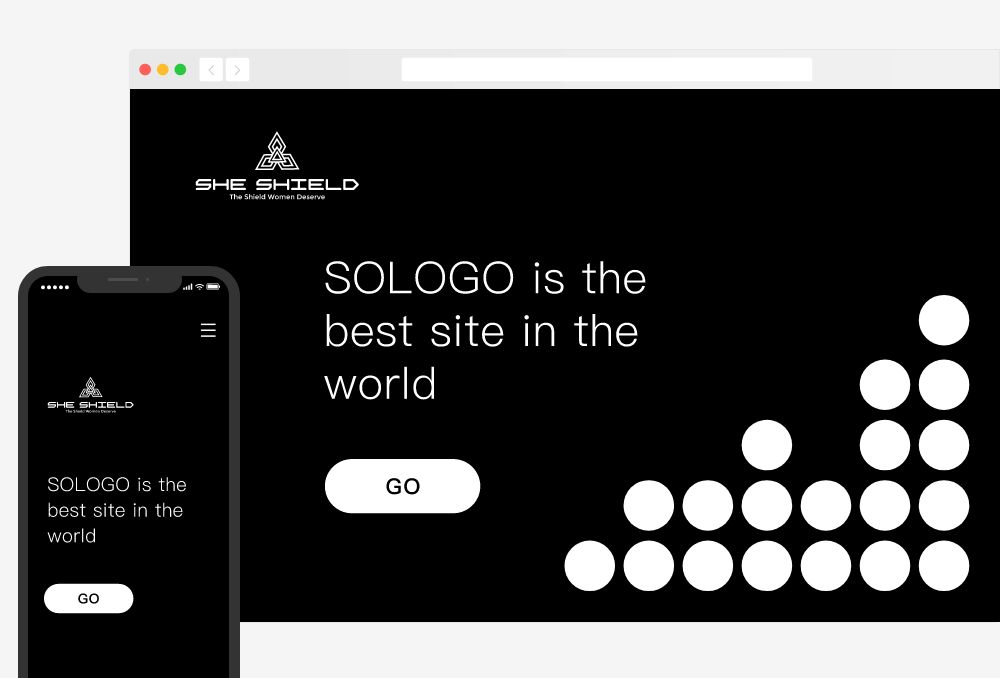 SHE SHIELD
The Shield Women Deserve
SOLOGO is the
best site in the
world
GO
SHE SHIELD
The Shield Women Deserve
SOLOGO is the
best site in the
world
GO